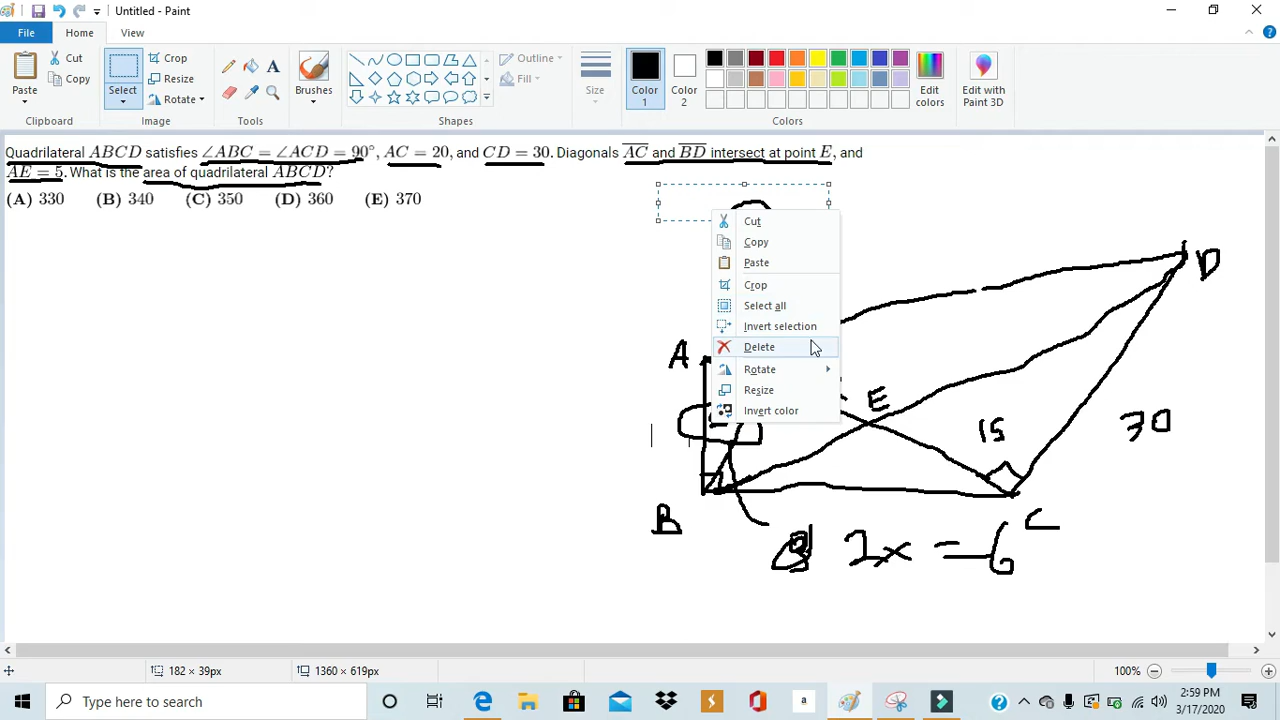 Untitled - Paint
File Home View
Paste Cut Copy Clipboard
Select Crop Resize Rotate Image
Tools
Brushes
Outline Fill Shapes
Size
Color 1 Color 2 Edit colors Colors
Edit with Paint 3D
Quadrilateral ABCD satisfies ∠ABC = ∠ACD = 90°, AC = 20, and CD = 30. Diagonals AC and BD intersect at point E, and
AE = 5. What is the area of quadrilateral ABCD?
(A) 330 (B) 340 (C) 350 (D) 360 (E) 370
Cut
Copy
Paste
Crop
Select all
Invert selection
Delete
Rotate
Resize
Invert color
D
A
E
15
30
B
C
2x = 6
182 × 39px
1360 × 619px
100%
Type here to search
2:59 PM
3/17/2020